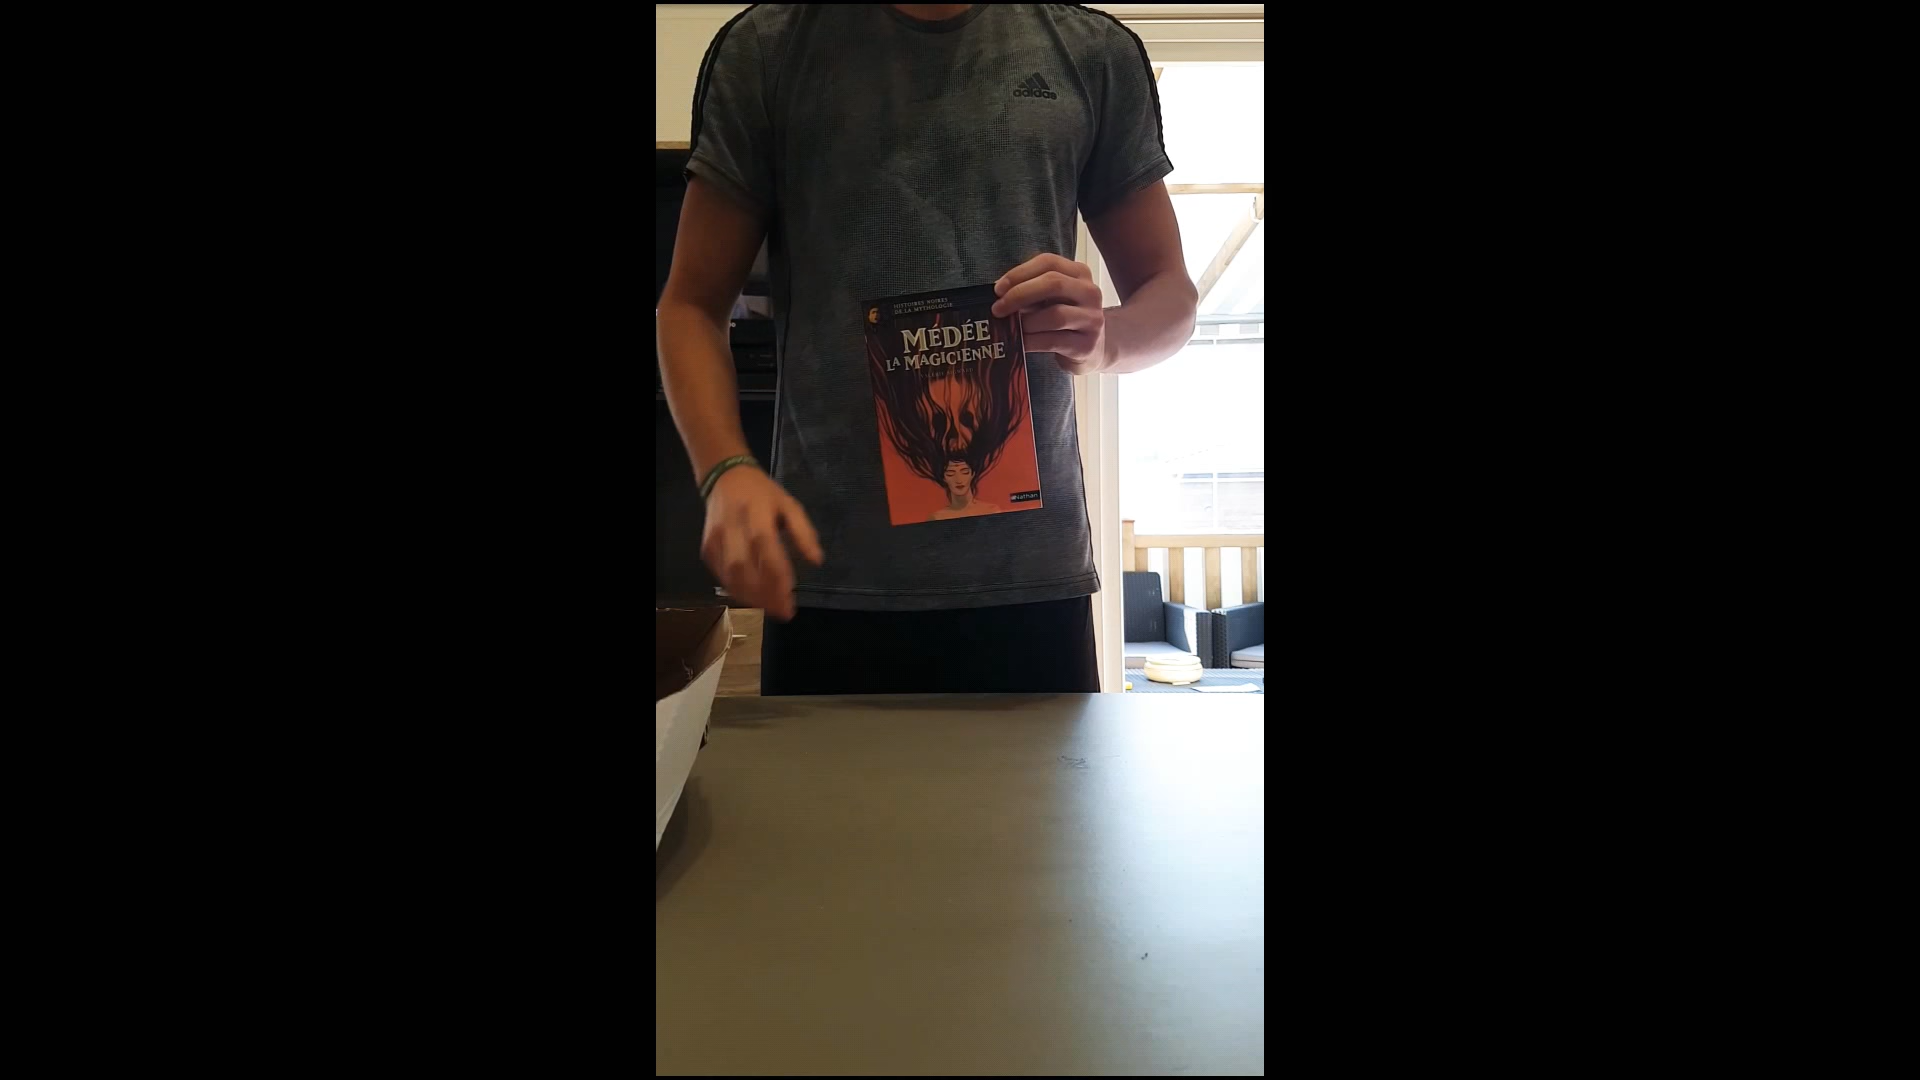 adidas
HISTOIRES NOIRES
DE LA MYTHOLOGIE
MÉDÉE
LA MAGICIENNE
Nathan